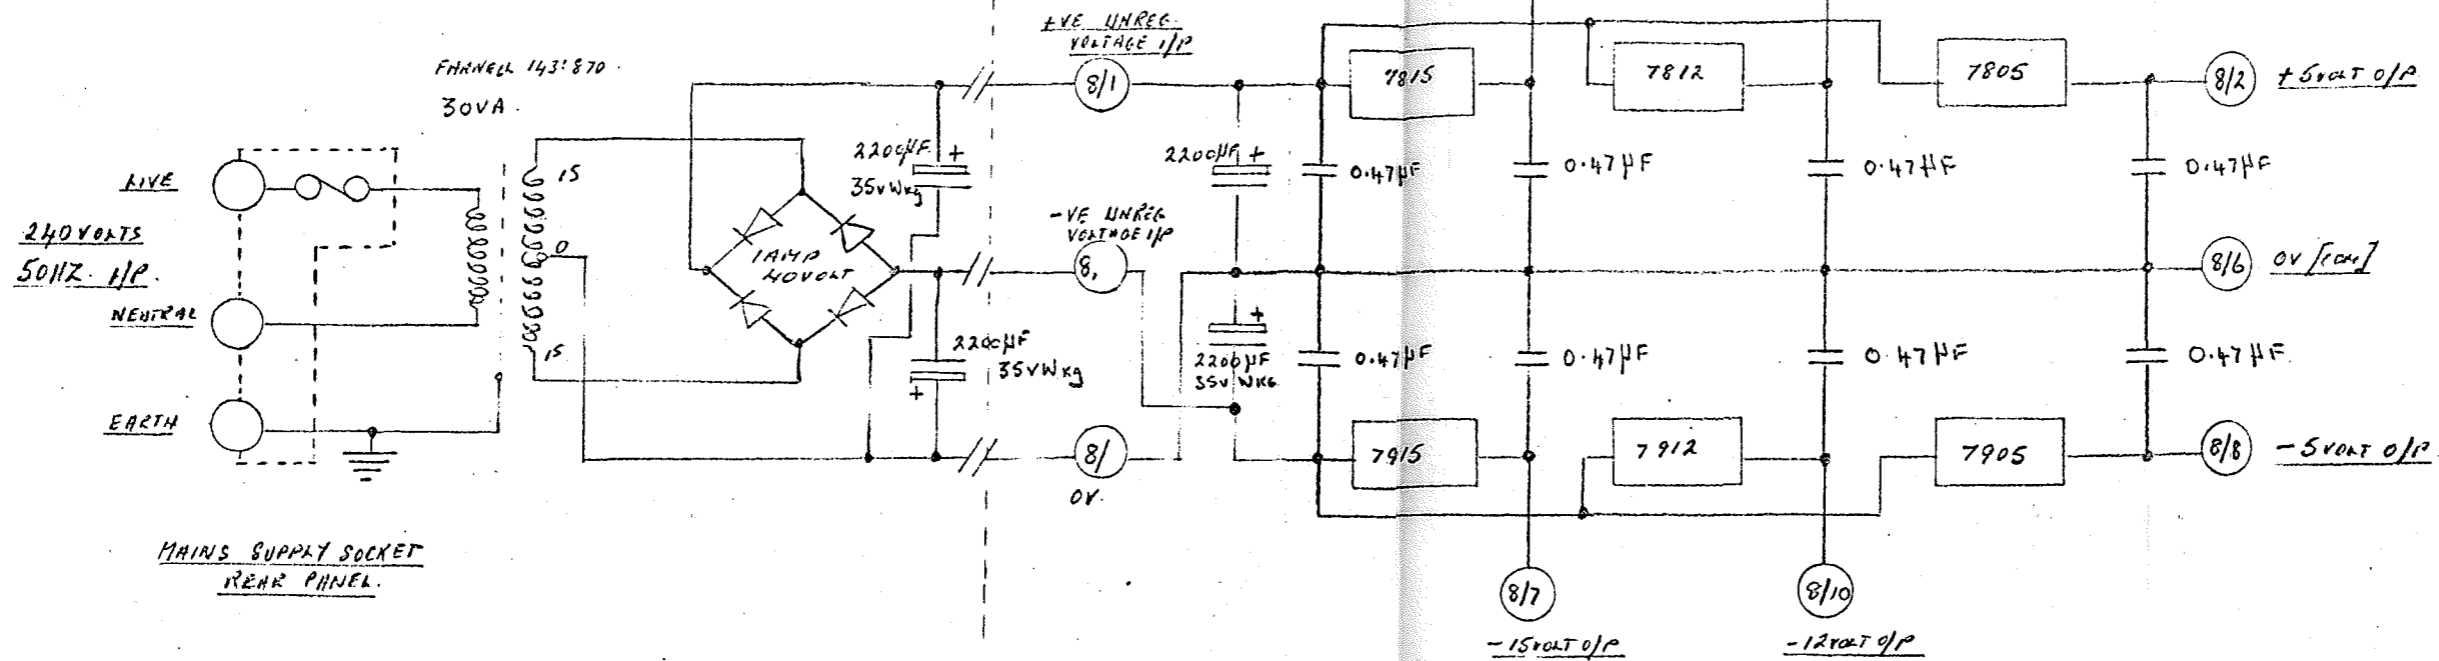 +VE UNREG.
VOLTAGE I/P
FARNELL 143:870.
30VA.
8/1
7815
7812
7805
8/2
+5VOLT O/P
LIVE
15
2200µF +
35VWKg
2200µF +
0.47µF
0.47µF
0.47µF
0.47µF
-VE UNREG
VOLTAGE I/P
240VOLTS
50HZ. I/P.
0
1AMP
40VOLT
8,
8/6
0V
NEUTRAL
15
2200µF
35VWKg
+
+
2200µF
35VWKG
0.47µF
0.47µF
0.47µF
0.47µF.
EARTH
8/
0V.
7915
7912
7905
8/8
-5VOLT O/P.
MAINS SUPPLY SOCKET
REAR PANEL.
8/7
8/10
-15VOLT O/P
-12VOLT O/P